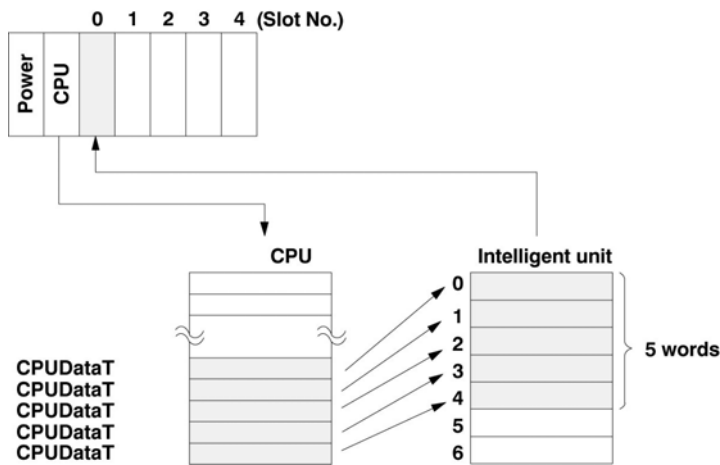 0 1 2 3 4 (Slot No.)
Power
CPU
CPU
Intelligent unit
0
1
2
3
4
5
6
5 words
CPUDataT
CPUDataT
CPUDataT
CPUDataT
CPUDataT